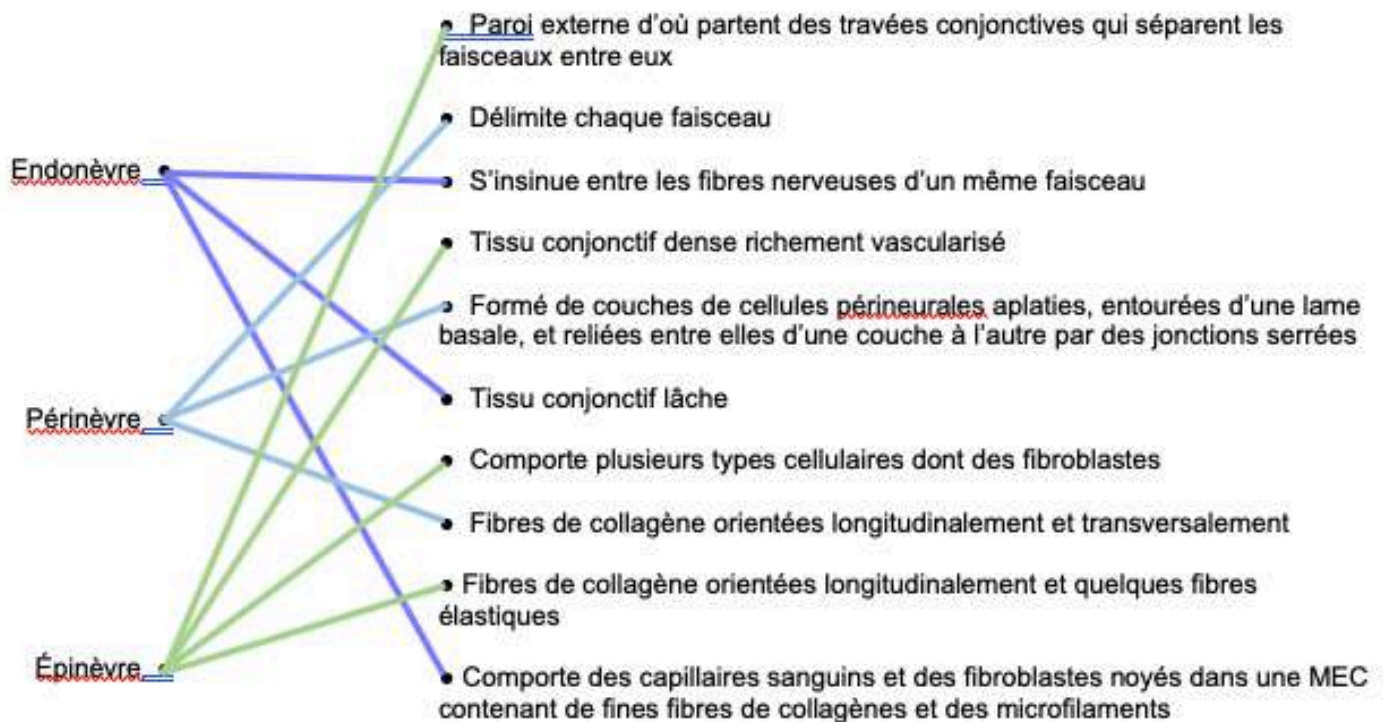 • Paroi externe d'où partent des travées conjonctives qui séparent les
faisceaux entre eux
• Délimite chaque faisceau
Endonèvre •
• S'insinue entre les fibres nerveuses d'un même faisceau
• Tissu conjonctif dense richement vascularisé
• Formé de couches de cellules périneurales aplaties, entourées d'une lame
basale, et reliées entre elles d'une couche à l'autre par des jonctions serrées
• Tissu conjonctif lâche
Périnèvre •
• Comporte plusieurs types cellulaires dont des fibroblastes
• Fibres de collagène orientées longitudinalement et transversalement
• Fibres de collagène orientées longitudinalement et quelques fibres
élastiques
Épinèvre •
• Comporte des capillaires sanguins et des fibroblastes noyés dans une MEC
contenant de fines fibres de collagènes et des microfilaments